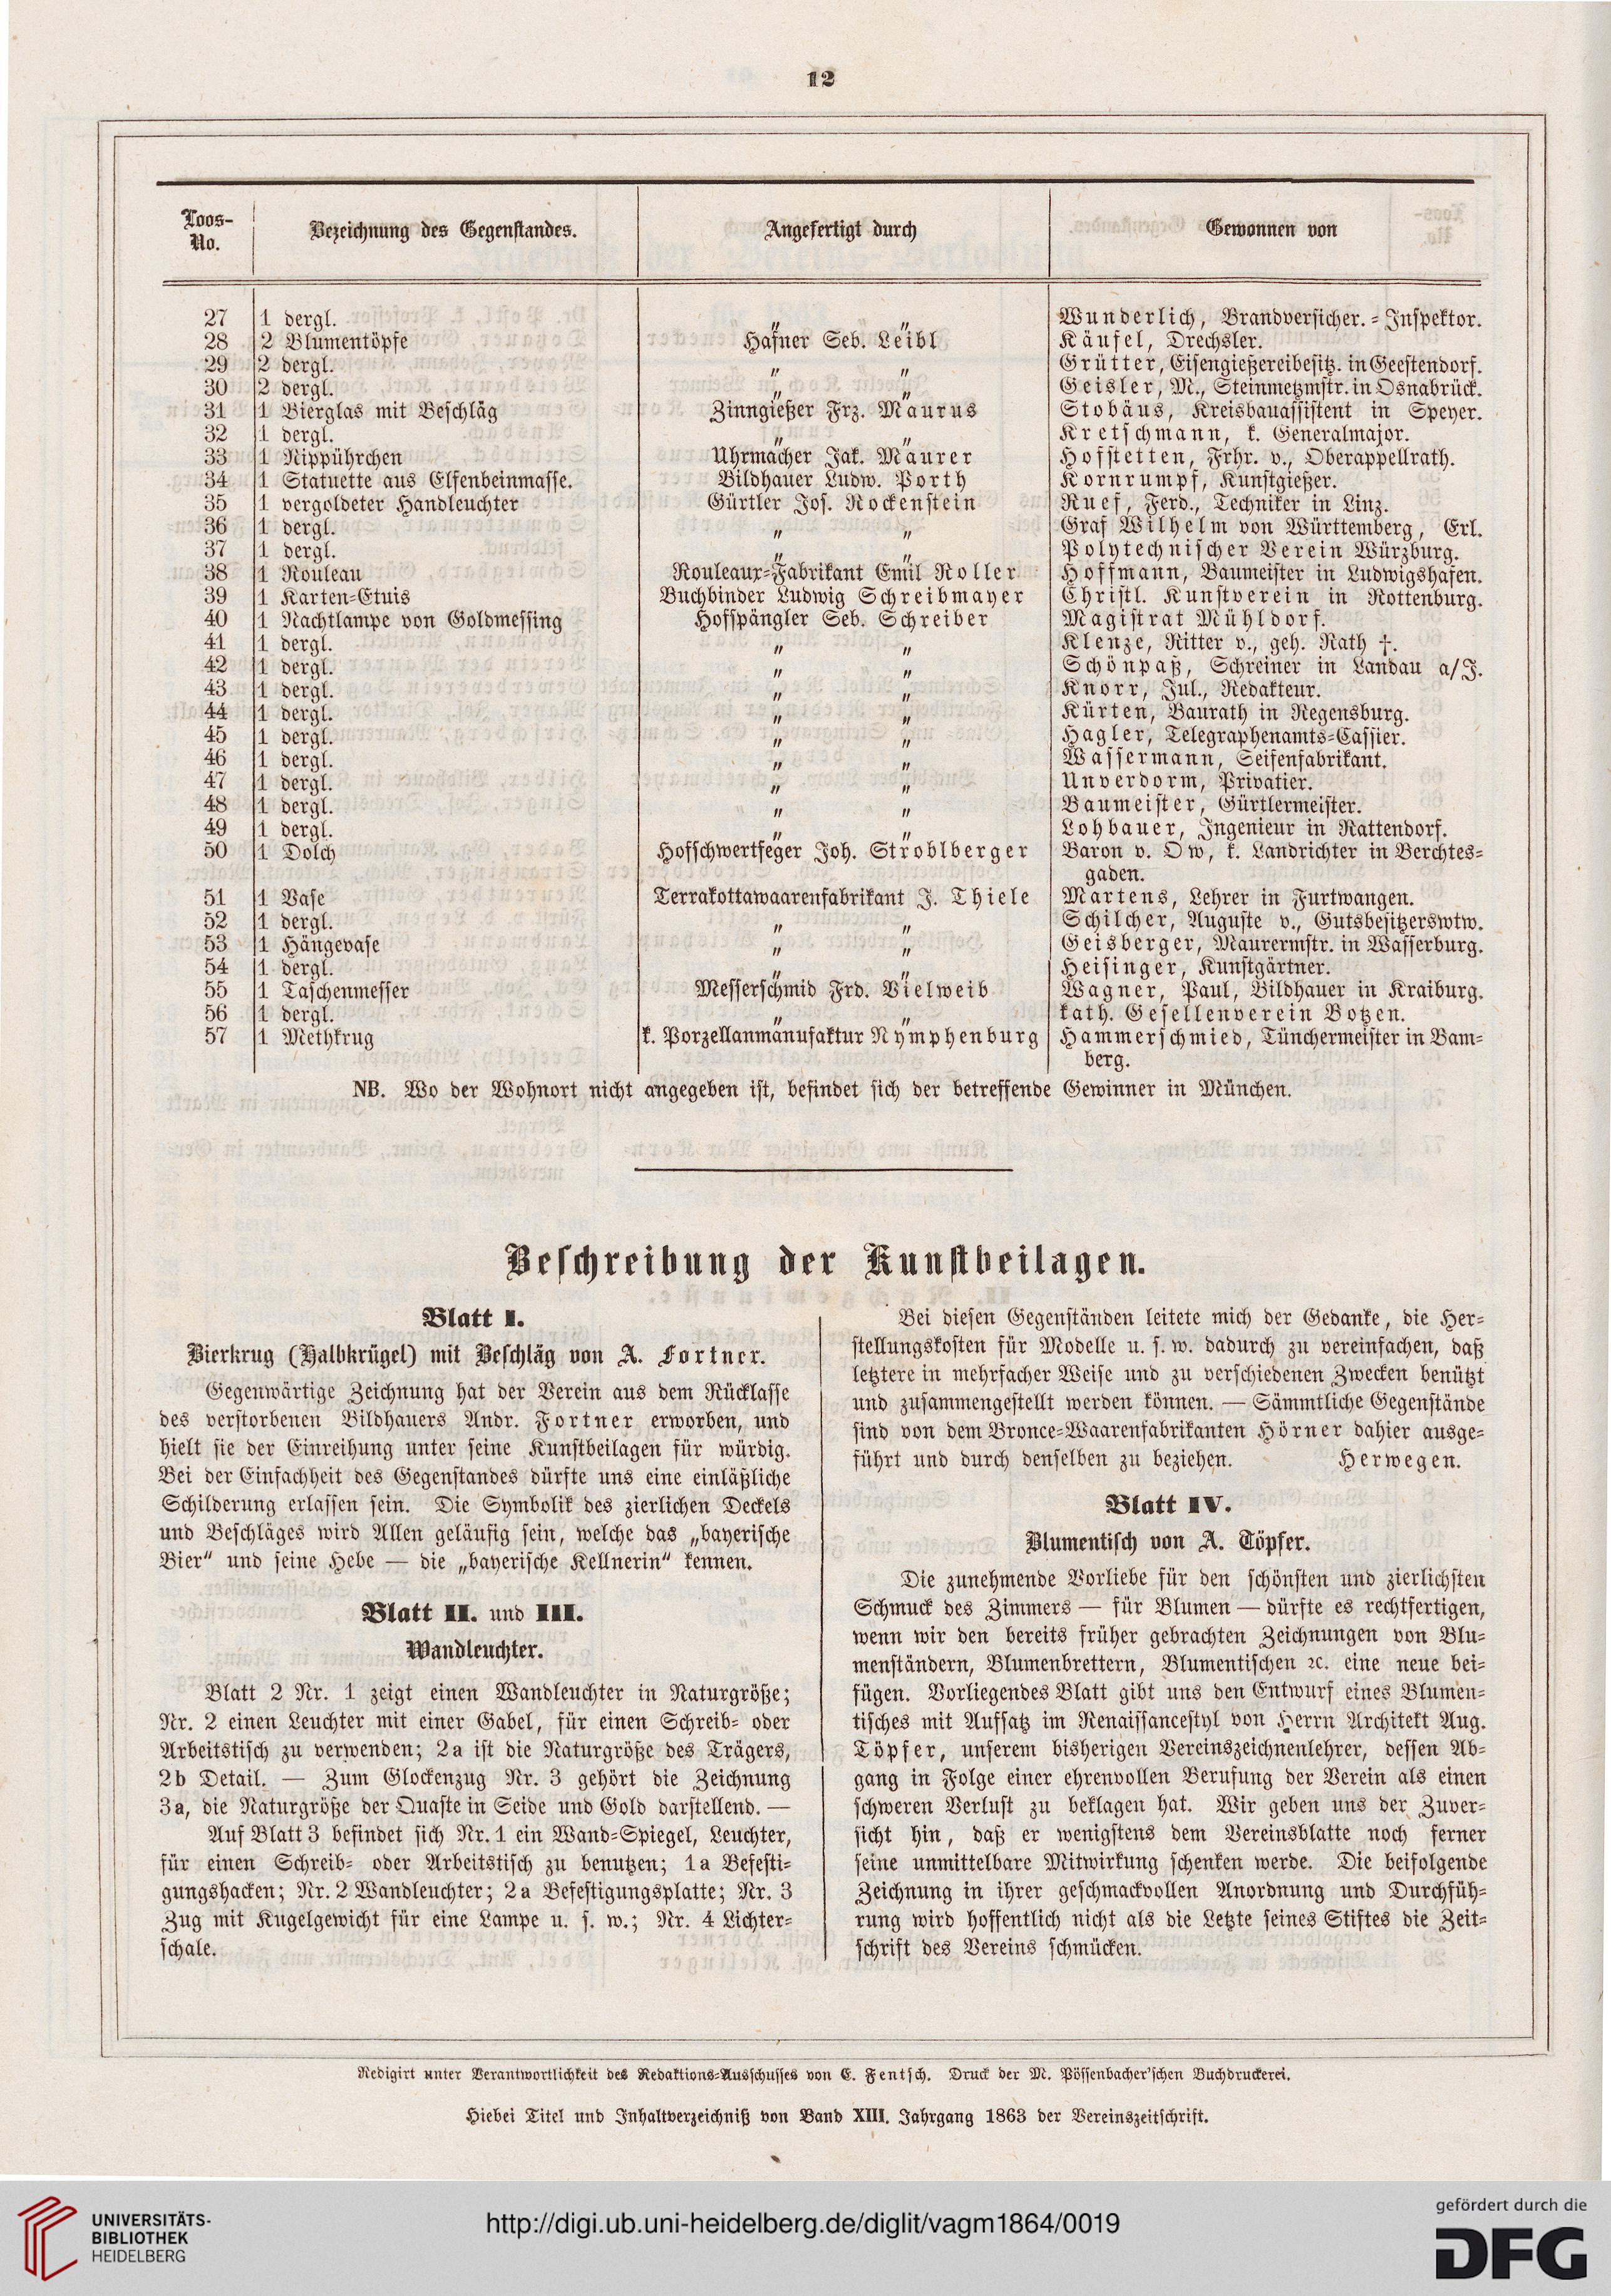 12
Loos-No. Bezeichnung des Gegenstandes. Angefertigt durch Gewonnen von
27 1 dergl. " " Wunderlich, Brandversicher.-Inspektor.
28 2 Blumentöpfe Hafner Seb. Leibl Käufel, Drechsler.
29 2 dergl. " " Grütter, Eisengießereibesitz. in Geestendorf.
30 2 dergl. " " Geisler, M., Steinmetzmstr. in Osnabrück.
31 1 Bierglas mit Beschläg Zinngießer Frz. Maurus Stobäus, Kreisbauassistent in Speyer.
32 1 dergl. " " Kretschmann, k. Generalmajor.
33 1 Nippührchen Uhrmacher Jak. Maurer Hofstetten, Frhr. v., Oberappellrath.
34 1 Statuette aus Elfenbeinmasse. Bildhauer Ludw. Porth Kornrumpf, Kunstgießer.
35 1 vergoldeter Handleuchter Gürtler Jos. Rockenstein Ruef, Ferd., Techniker in Linz.
36 1 dergl. " " Graf Wilhelm von Württemberg, Erl.
37 1 dergl. " " Polytechnischer Verein Würzburg.
38 1 Rouleau Rouleaux-Fabrikant Emil Roller Hoffmann, Baumeister in Ludwigshafen.
39 1 Karten-Etuis Buchbinder Ludwig Schreibmayer Christl. Kunstverein in Rottenburg.
40 1 Nachtlampe von Goldmessing Hofspängler Seb. Schreiber Magistrat Mühldorf.
41 1 dergl. " " Klenze, Ritter v., geh. Rath †.
42 1 dergl. " " Schönpaß, Schreiner in Landau a/J.
43 1 dergl. " " Knorr, Jul., Redakteur.
44 1 dergl. " " Kürten, Baurath in Regensburg.
45 1 dergl. " " Hagler, Telegraphenamts-Cassier.
46 1 dergl. " " Wassermann, Seifenfabrikant.
47 1 dergl. " " Unverdorm, Privatier.
48 1 dergl. " " Baumeister, Gürtlermeister.
49 1 dergl. " " Lohbauer, Ingenieur in Nattendorf.
50 1 Dolch Hofschwertfeger Joh. Stroblberger Baron v. Ow, k. Landrichter in Berchtes-
gaden.
51 1 Vase Terrakottawaarenfabrikant J. Thiele Martens, Lehrer in Furtwangen.
52 1 dergl. " " Schilcher, Auguste v., Gutsbesitzerswtw.
53 1 Hängevase " " Geisberger, Maurermstr. in Wasserburg.
54 1 dergl. " " Heisinger, Kunstgärtner.
55 1 Taschenmesser Messerschmid Frd. Vielweib Wagner, Paul, Bildhauer in Kraiburg.
56 1 dergl. " " kath. Gesellenverein Botzen.
57 1 Methkrug k. Porzellanmanufaktur Nymphenburg Hammerschmied, Tünchermeister in Bam-
berg.
NB. Wo der Wohnort nicht angegeben ist, befindet sich der betreffende Gewinner in München.
Beschreibung der Kunstbeilagen.
Blatt I.
Bierkrug (Halbkrügel) mit Beschläg von A. Fortner.
Gegenwärtige Zeichnung hat der Verein aus dem Rücklasse
des verstorbenen Bildhauers Andr. Fortner erworben, und
hielt sie der Einreihung unter seine Kunstbeilagen für würdig.
Bei der Einfachheit des Gegenstandes dürfte uns eine einläßliche
Schilderung erlassen sein. Die Symbolik des zierlichen Deckels
und Beschläges wird Allen geläufig sein, welche das „bayerische
Bier“ und seine Hebe — die „bayerische Kellnerin“ kennen.
Blatt II. und III.
Wandleuchter.
Blatt 2 Nr. 1 zeigt einen Wandleuchter in Naturgröße;
Nr. 2 einen Leuchter mit einer Gabel, für einen Schreib- oder
Arbeitstisch zu verwenden; 2a ist die Naturgröße des Trägers,
2b Detail. — Zum Glockenzug Nr. 3 gehört die Zeichnung
3a, die Naturgröße der Quaste in Seide und Gold darstellend. —
Auf Blatt 3 befindet sich Nr. 1 ein Wand-Spiegel, Leuchter,
für einen Schreib- oder Arbeitstisch zu benutzen; 1a Befesti-
gungshacken; Nr. 2 Wandleuchter; 2a Befestigungsplatte; Nr. 3
Zug mit Kugelgewicht für eine Lampe u. s. w.; Nr. 4 Lichter-
schale.
Bei diesen Gegenständen leitete mich der Gedanke, die Her-
stellungskosten für Modelle u. s. w. dadurch zu vereinfachen, daß
letztere in mehrfacher Weise und zu verschiedenen Zwecken benützt
und zusammengestellt werden können. — Sämmtliche Gegenstände
sind von dem Bronce-Waarenfabrikanten Hörner dahier ausge-
führt und durch denselben zu beziehen. Herwegen.
Blatt IV.
Blumentisch von A. Töpfer.
Die zunehmende Vorliebe für den schönsten und zierlichsten
Schmuck des Zimmers — für Blumen — dürfte es rechtfertigen,
wenn wir den bereits früher gebrachten Zeichnungen von Blu-
menständern, Blumenbrettern, Blumentischen ꝛc. eine neue bei-
fügen. Vorliegendes Blatt gibt uns den Entwurf eines Blumen-
tisches mit Aufsatz im Renaissancestyl von Herrn Architekt Aug.
Töpfer, unserem bisherigen Vereinszeichnenlehrer, dessen Ab-
gang in Folge einer ehrenvollen Berufung der Verein als einen
schweren Verlust zu beklagen hat. Wir geben uns der Zuver-
sicht hin, daß er wenigstens dem Vereinsblatte noch ferner
seine unmittelbare Mitwirkung schenken werde. Die beifolgende
Zeichnung in ihrer geschmackvollen Anordnung und Durchfüh-
rung wird hoffentlich nicht als die Letzte seines Stiftes die Zeit-
schrift des Vereins schmücken.
Redigirt unter Verantwortlichkeit des Redaktions-Ausschusses von E. Fentsch. Druck der M. Pössenbacher'schen Buchdruckerei.
Hiebei Titel und Inhaltverzeichniß von Band XIII. Jahrgang 1863 der Vereinszeitschrift.
UNIVERSITÄTS-
BIBLIOTHEK
HEIDELBERG
http://digi.ub.uni-heidelberg.de/diglit/vagm1864/0019
gefördert durch die
DFG